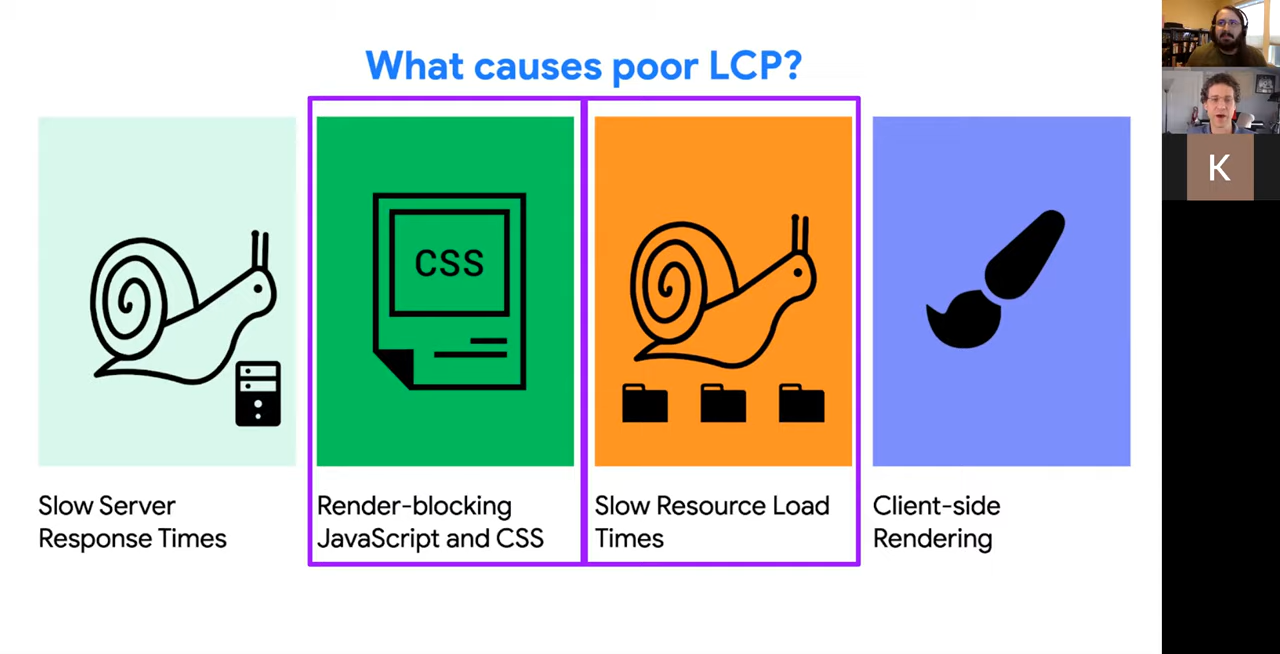 What causes poor LCP?
CSS
Slow Server
Response Times
Render-blocking
JavaScript and CSS
Slow Resource Load
Times
Client-side
Rendering
K